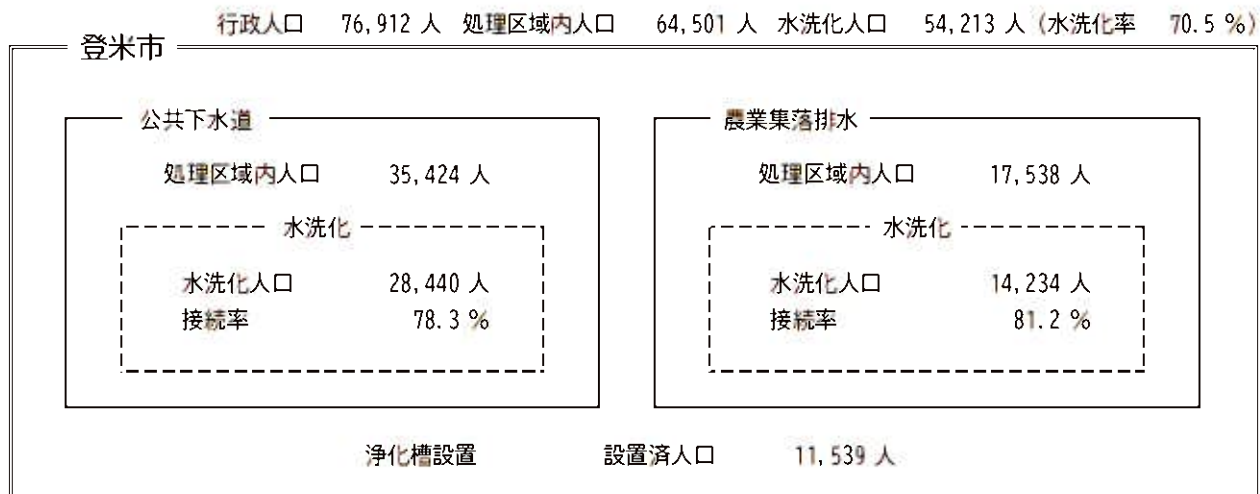 行政人口 76,912 人 処理区域内人口 64,501 人 水洗化人口 54,213 人 (水洗化率 70.5 %)
登米市
公共下水道
処理区域内人口 35,424 人
水洗化
水洗化人口 28,440 人
接続率 78.3 %
農業集落排水
処理区域内人口 17,538 人
水洗化
水洗化人口 14,234 人
接続率 81.2 %
浄化槽設置 設置済人口 11,539 人